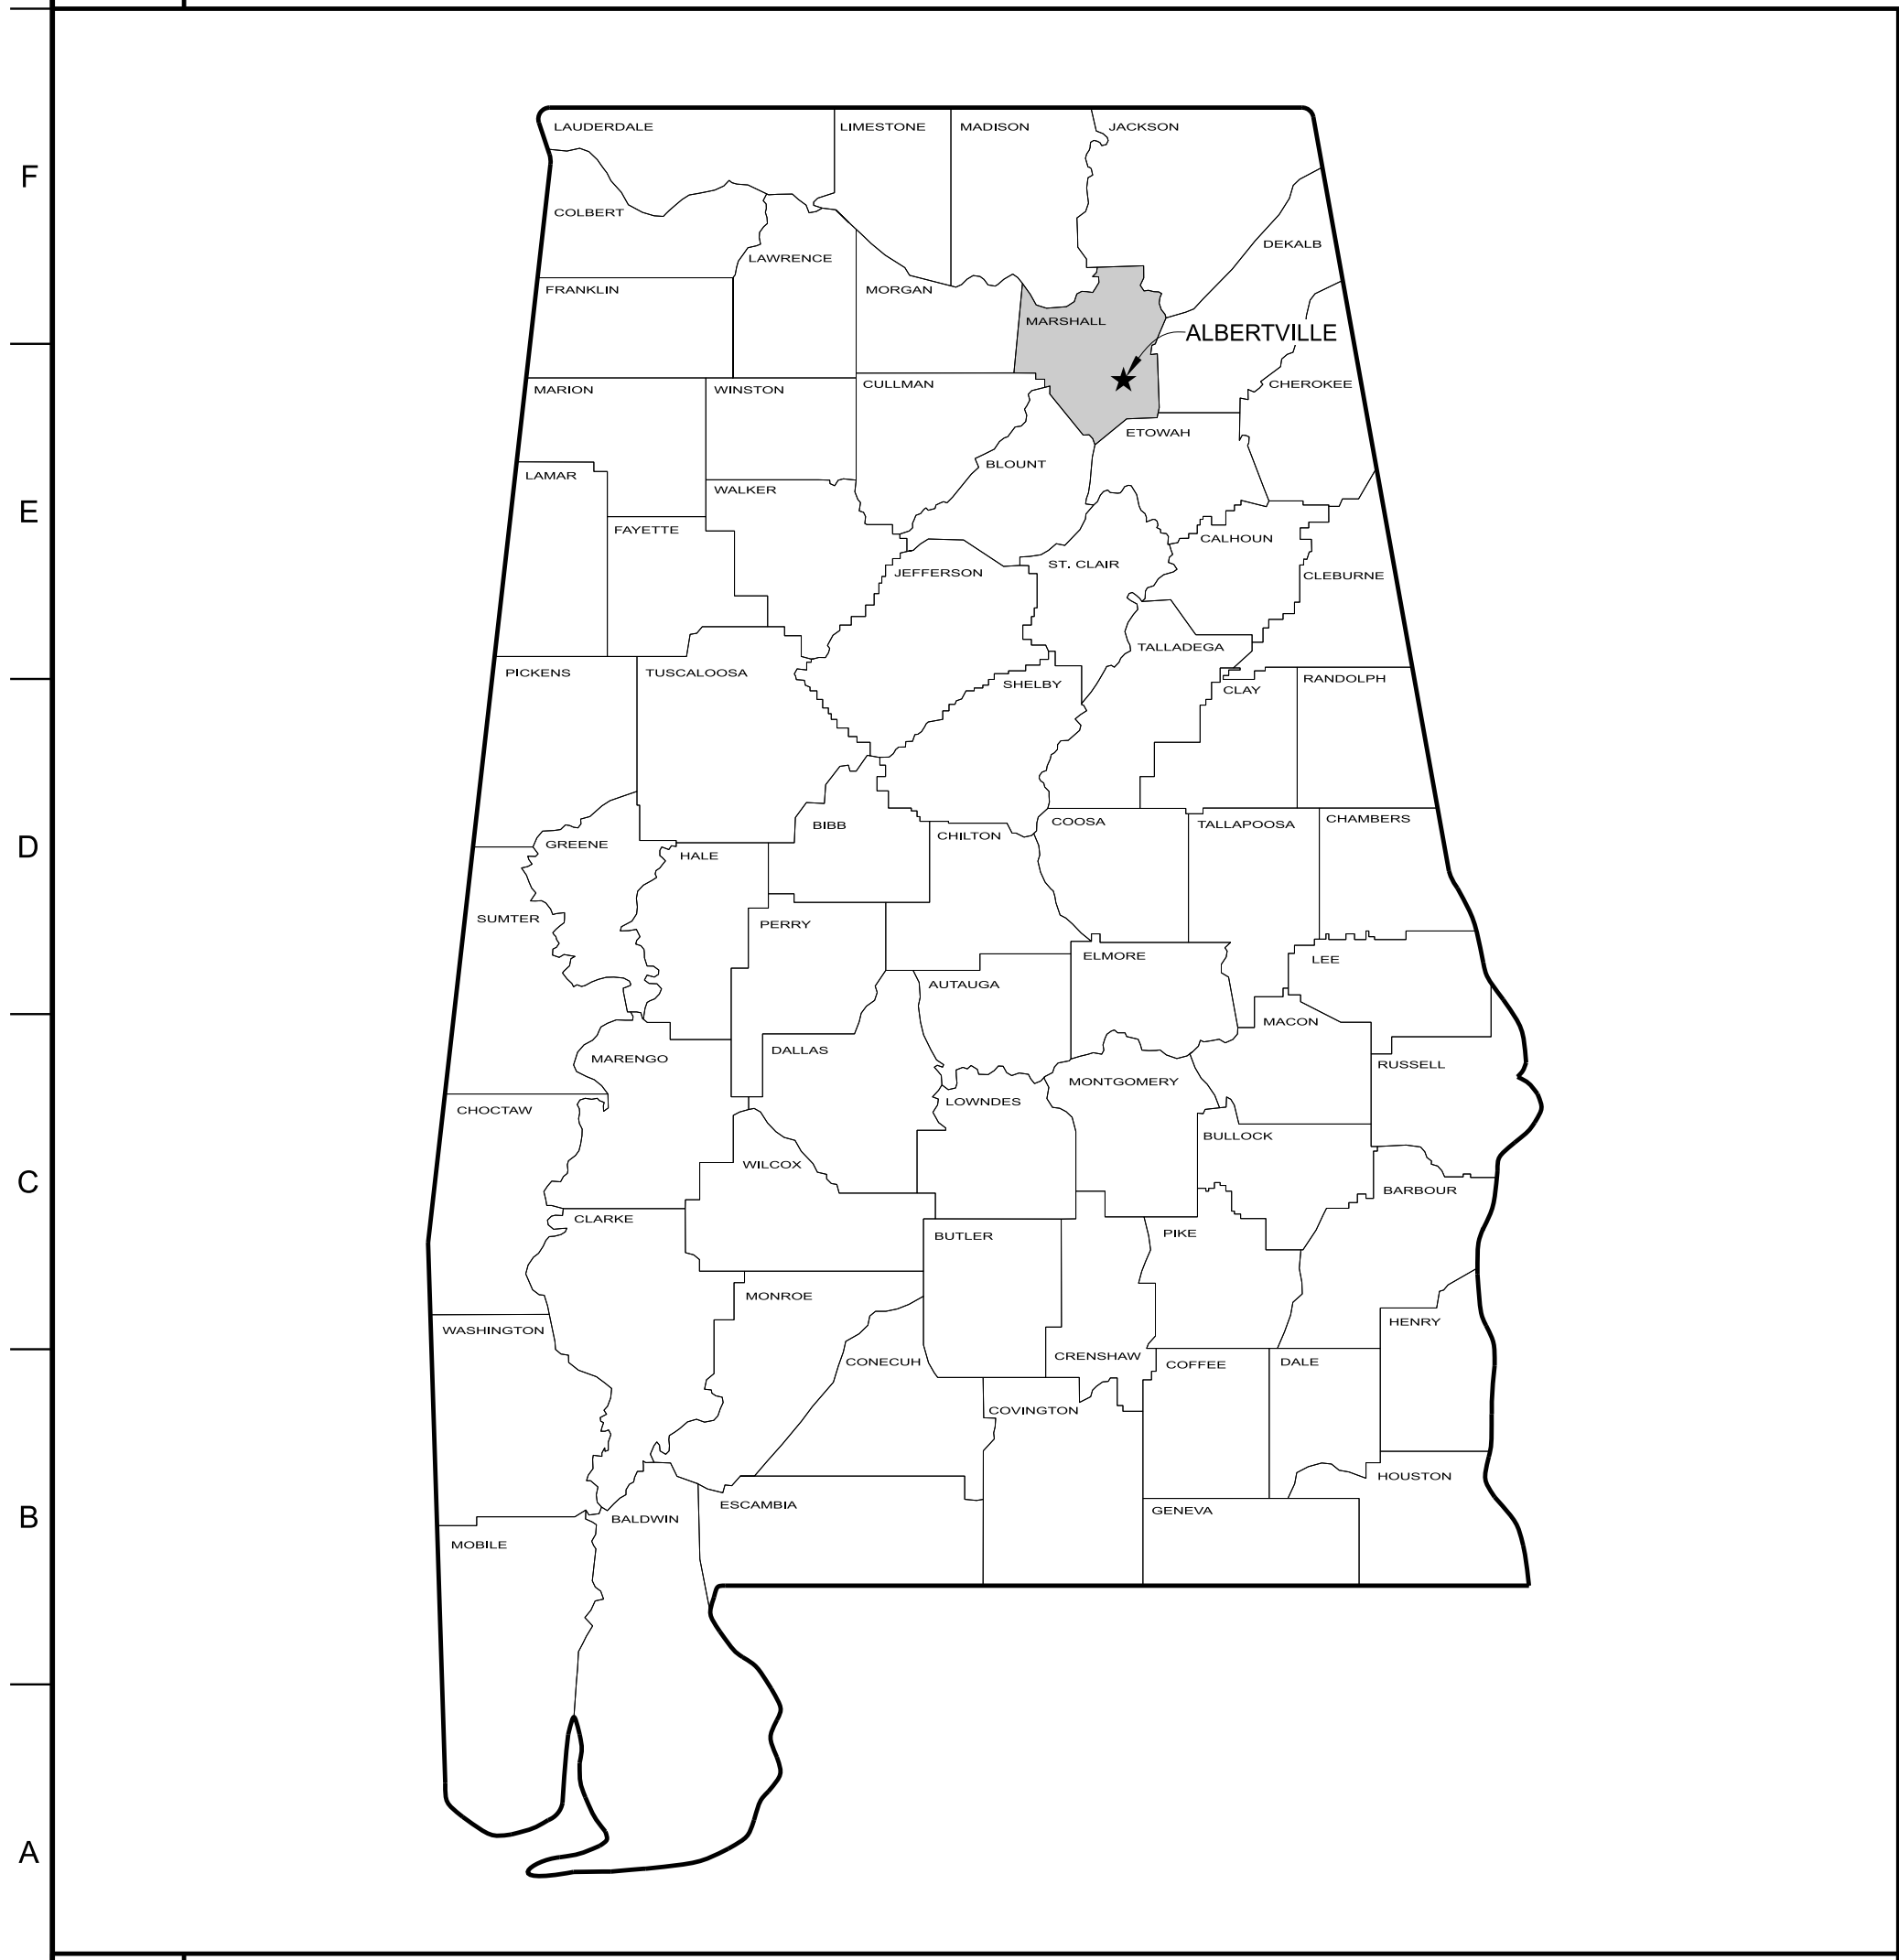 LAUDERDALE
LIMESTONE
MADISON
JACKSON
F
COLBERT
DEKALB
LAWRENCE
FRANKLIN
MORGAN
MARSHALL
ALBERTVILLE
MARION
WINSTON
CULLMAN
CHEROKEE
ETOWAH
BLOUNT
LAMAR
WALKER
E
FAYETTE
CALHOUN
ST. CLAIR
JEFFERSON
CLEBURNE
TALLADEGA
PICKENS
TUSCALOOSA
RANDOLPH
SHELBY
CLAY
CHAMBERS
COOSA
TALLAPOOSA
BIBB
CHILTON
D
GREENE
HALE
SUMTER
PERRY
ELMORE
LEE
AUTAUGA
MACON
DALLAS
MARENGO
RUSSELL
MONTGOMERY
LOWNDES
CHOCTAW
BULLOCK
WILCOX
C
BARBOUR
CLARKE
PIKE
BUTLER
MONROE
HENRY
WASHINGTON
CRENSHAW
CONECUH
DALE
COFFEE
COVINGTON
HOUSTON
ESCAMBIA
GENEVA
B
BALDWIN
MOBILE
A